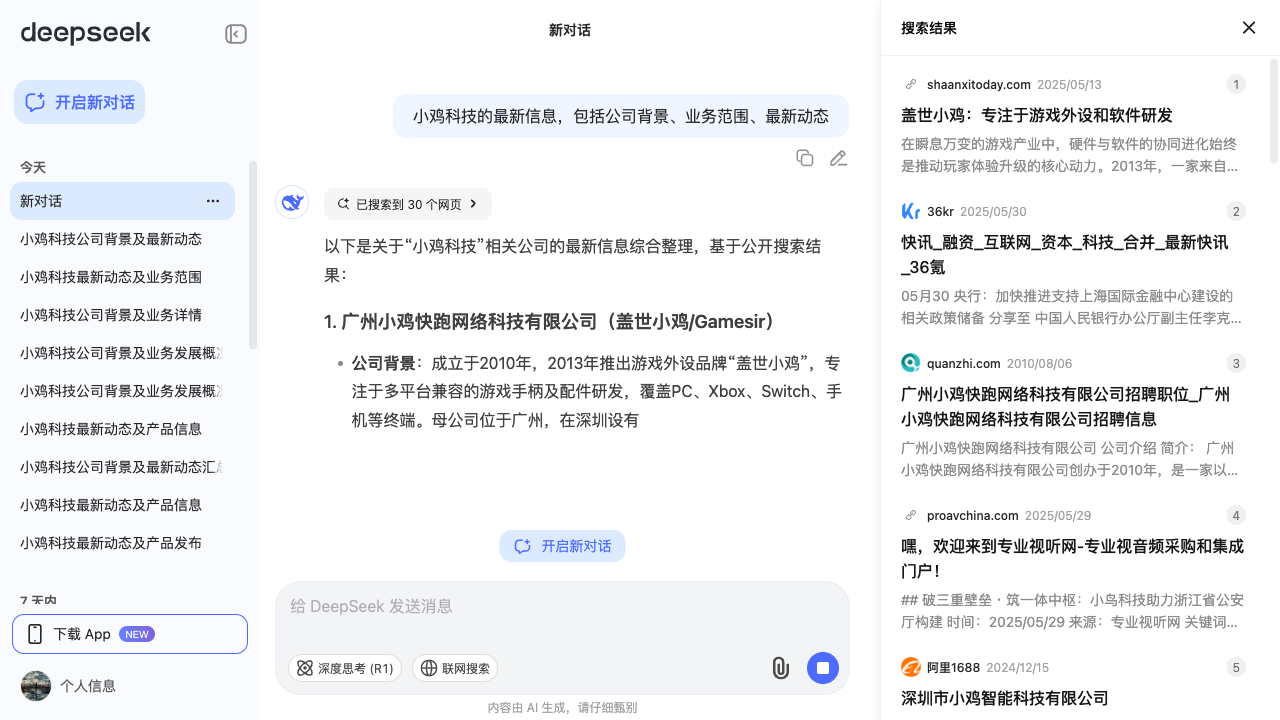 deepseek
开启新对话
今天
新对话
小鸡科技公司背景及最新动态
小鸡科技最新动态及业务范围
小鸡科技公司背景及业务详情
小鸡科技公司背景及业务发展概况
小鸡科技公司背景及业务发展概况
小鸡科技最新动态及产品信息
小鸡科技公司背景及最新动态汇总
小鸡科技最新动态及产品信息
小鸡科技最新动态及产品发布
7 天内
下载 App NEW
个人信息
新对话
小鸡科技的最新信息，包括公司背景、业务范围、最新动态
已搜索到 30 个网页
以下是关于“小鸡科技”相关公司的最新信息综合整理，基于公开搜索结
果：
1. 广州小鸡快跑网络科技有限公司（盖世小鸡/Gamesir）
公司背景：成立于2010年，2013年推出游戏外设品牌“盖世小鸡”，专
注于多平台兼容的游戏手柄及配件研发，覆盖PC、Xbox、Switch、手
机等终端。母公司位于广州，在深圳设有
开启新对话
给 DeepSeek 发送消息
深度思考 (R1)
联网搜索
内容由 AI 生成，请仔细甄别
搜索结果
shaanxitoday.com 2025/05/13 1
盖世小鸡：专注于游戏外设和软件研发
在瞬息万变的游戏产业中，硬件与软件的协同进化始终
是推动玩家体验升级的核心动力。2013年，一家来自...
36kr 2025/05/30 2
快讯_融资_互联网_资本_科技_合并_最新快讯
_36氪
05月30 央行：加快推进支持上海国际金融中心建设的
相关政策储备 分享至 中国人民银行办公厅副主任李克...
quanzhi.com 2010/08/06 3
广州小鸡快跑网络科技有限公司招聘职位_广州
小鸡快跑网络科技有限公司招聘信息
广州小鸡快跑网络科技有限公司 公司介绍 简介： 广州
小鸡快跑网络科技有限公司创办于2010年，是一家以...
proavchina.com 2025/05/29 4
嘿，欢迎来到专业视听网-专业视音频采购和集成
门户！
## 破三重壁垒・筑一体中枢：小鸟科技助力浙江省公安
厅构建 时间：2025/05/29 来源：专业视听网 关键词...
阿里1688 2024/12/15 5
深圳市小鸡智能科技有限公司